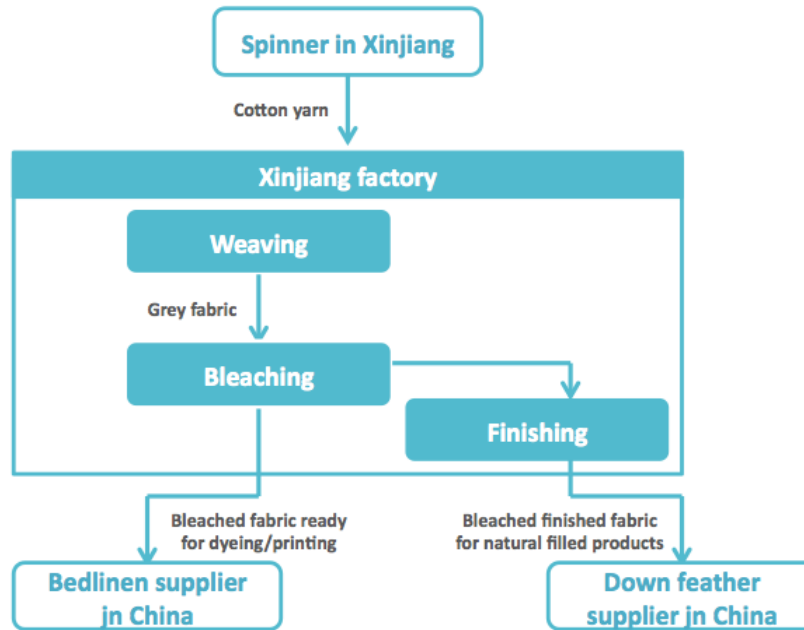 Spinner in Xinjiang
Cotton yarn
Xinjiang factory
Weaving
Grey fabric
Bleaching
Finishing
Bleached fabric ready
for dyeing/printing
Bleached finished fabric
for natural filled products
Bedlinen supplier
jn China
Down feather
supplier jn China